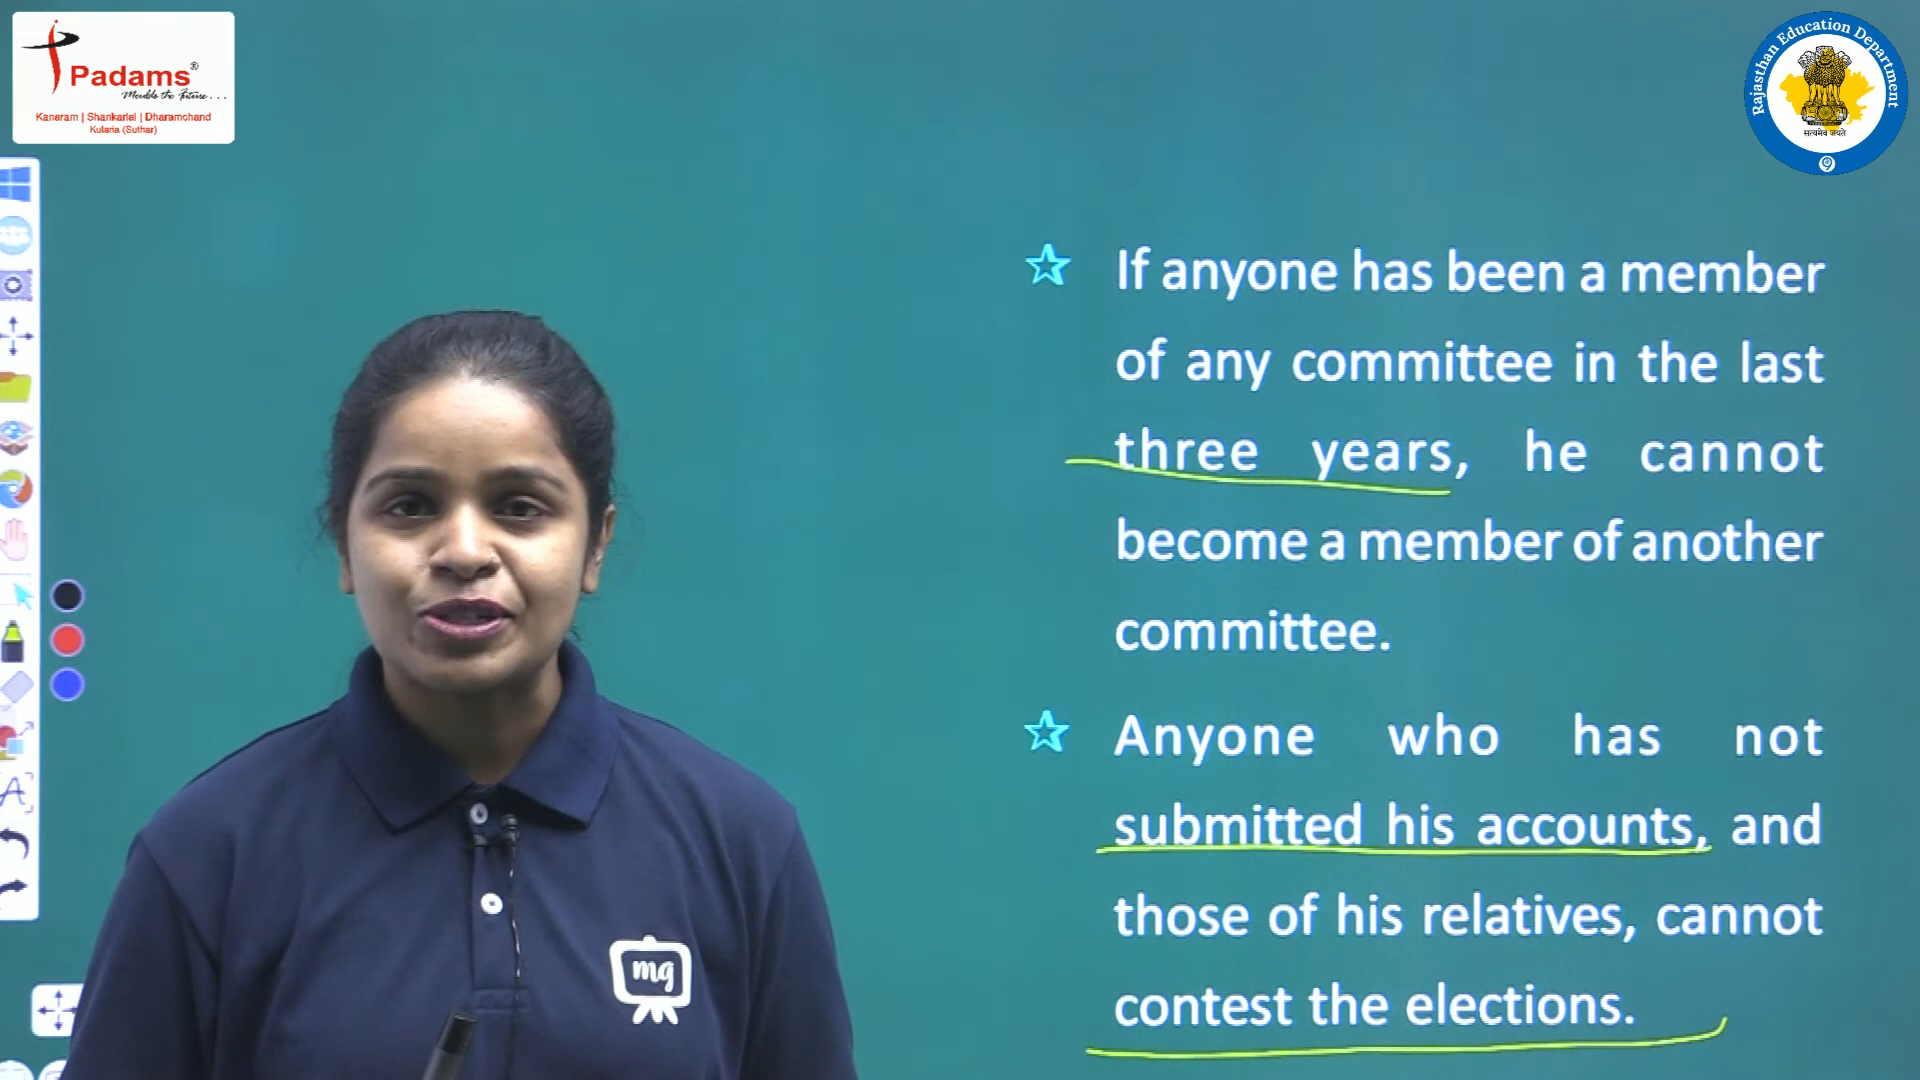 Padams®
Moulds the Future...
Kanaram | Shankarlal | Dharamchand
Kularia (Suthar)
Rajasthan Education Department
सत्यमेव जयते
If anyone has been a member
of any committee in the last
three years, he cannot
become a member of another
committee.
Anyone who has not
submitted his accounts, and
those of his relatives, cannot
contest the elections.
mg